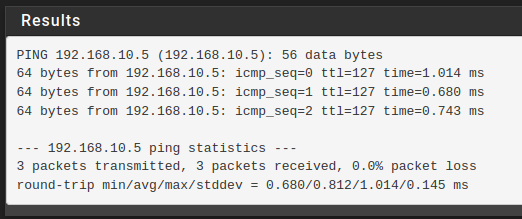 Results
PING 192.168.10.5 (192.168.10.5): 56 data bytes
64 bytes from 192.168.10.5: icmp_seq=0 ttl=127 time=1.014 ms
64 bytes from 192.168.10.5: icmp_seq=1 ttl=127 time=0.680 ms
64 bytes from 192.168.10.5: icmp_seq=2 ttl=127 time=0.743 ms
--- 192.168.10.5 ping statistics ---
3 packets transmitted, 3 packets received, 0.0% packet loss
round-trip min/avg/max/stddev = 0.680/0.812/1.014/0.145 ms